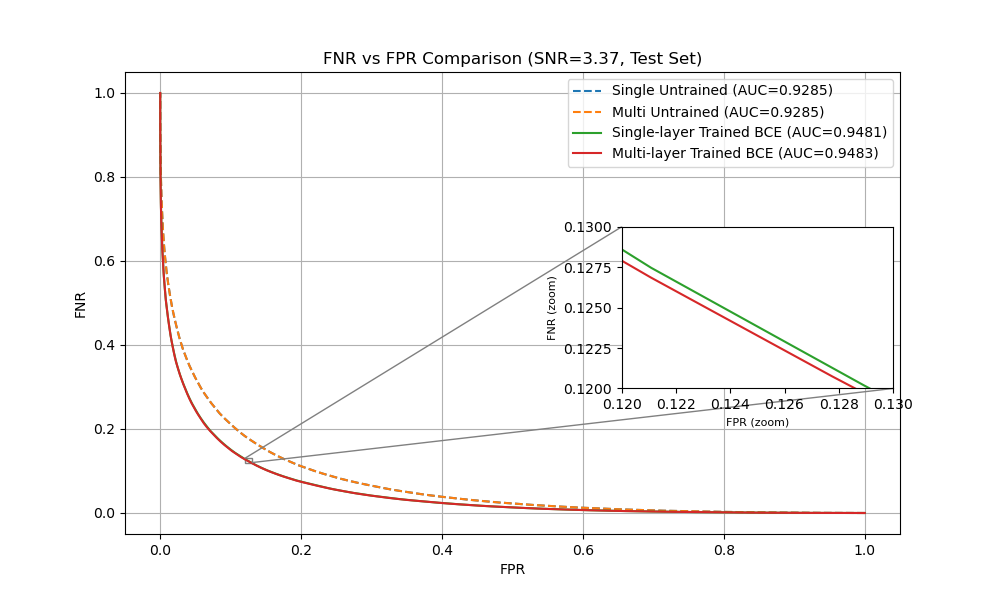 FNR vs FPR Comparison (SNR=3.37, Test Set)
Single Untrained (AUC=0.9285)
Multi Untrained (AUC=0.9285)
Single-layer Trained BCE (AUC=0.9481)
Multi-layer Trained BCE (AUC=0.9483)
FNR
1.0
0.8
0.6
0.4
0.2
0.0
0.0 0.2 0.4 0.6 0.8 1.0
FPR
FNR (zoom)
0.1300
0.1275
0.1250
0.1225
0.1200
0.120 0.122 0.124 0.126 0.128 0.130
FPR (zoom)